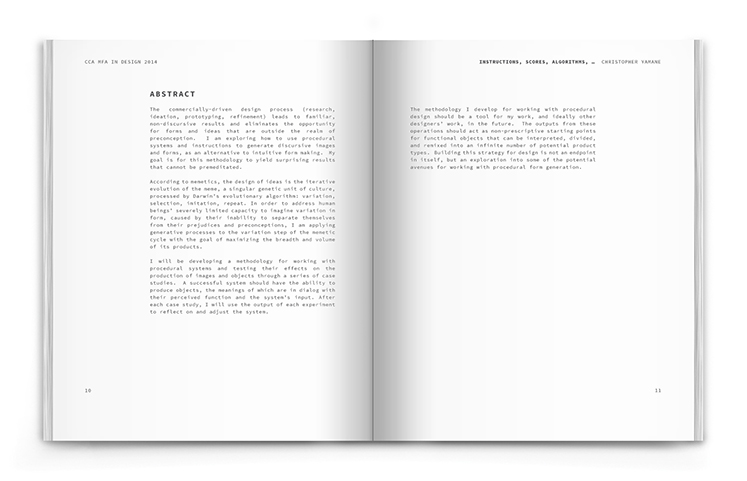 CCA MFA IN DESIGN 2014
ABSTRACT
The commercially-driven design process (research,
ideation, prototyping, refinement) leads to familiar,
non-discursive results and eliminates the opportunity
for forms and ideas that are outside the realm of
preconception. I am exploring how to use procedural
systems and instructions to generate discursive images
and forms, as an alternative to intuitive form making. My
goal is for this methodology to yield surprising results
that cannot be premeditated.
According to memetics, the design of ideas is the iterative
evolution of the meme, a singular genetic unit of culture,
processed by Darwin's evolutionary algorithm: variation,
selection, imitation, repeat. In order to address human
beings' severely limited capacity to imagine variation in
form, caused by their inability to separate themselves
from their prejudices and preconceptions, I am applying
generative processes to the variation step of the memetic
cycle with the goal of maximizing the breadth and volume
of its products.
I will be developing a methodology for working with
procedural systems and testing their effects on the
production of images and objects through a series of case
studies. A successful system should have the ability to
produce objects, the meanings of which are in dialog with
their perceived function and the system's input. After
each case study, I will use the output of each experiment
to reflect on and adjust the system.
10
INSTRUCTIONS, SCORES, ALGORITHMS, … CHRISTOPHER YAMANE
The methodology I develop for working with procedural
design should be a tool for my work, and ideally other
designers' work, in the future. The outputs from these
operations should act as non-prescriptive starting points
for functional objects that can be interpreted, divided,
and remixed into an infinite number of potential product
types. Building this strategy for design is not an endpoint
in itself, but an exploration into some of the potential
avenues for working with procedural form generation.
11